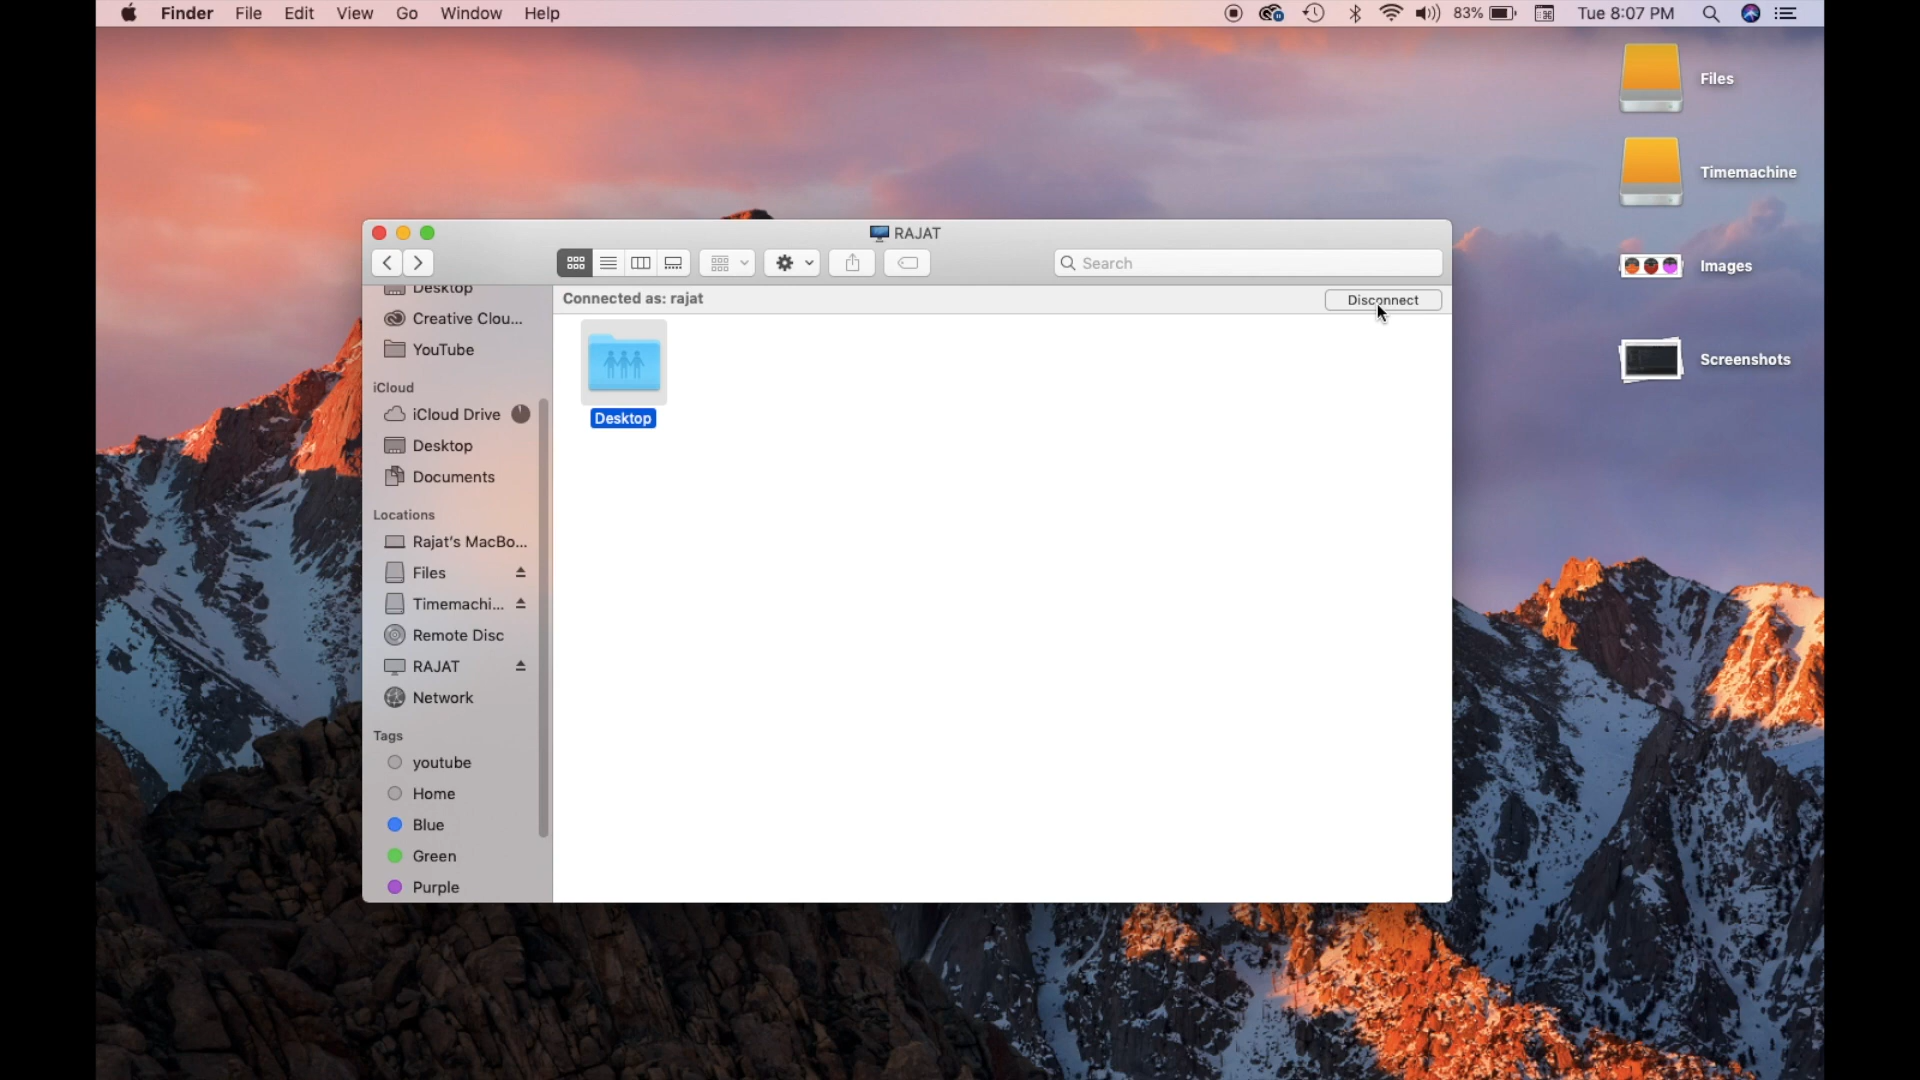 Finder File Edit View Go Window Help 83% Tue 8:07 PM
Files
Timemachine
Images
Screenshots
RAJAT
Search
Connected as: rajat
Disconnect
Desktop
Desktop
Creative Clou...
YouTube
iCloud
iCloud Drive
Desktop
Documents
Locations
Rajat's MacBo...
Files
Timemachi...
Remote Disc
RAJAT
Network
Tags
youtube
Home
Blue
Green
Purple